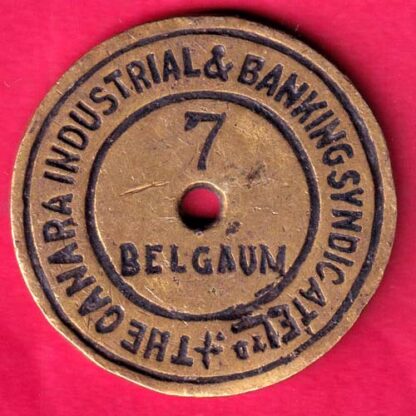 THE CANARA INDUSTRIAL & BANKING SYNDICATE LTD
7
BELGAUM